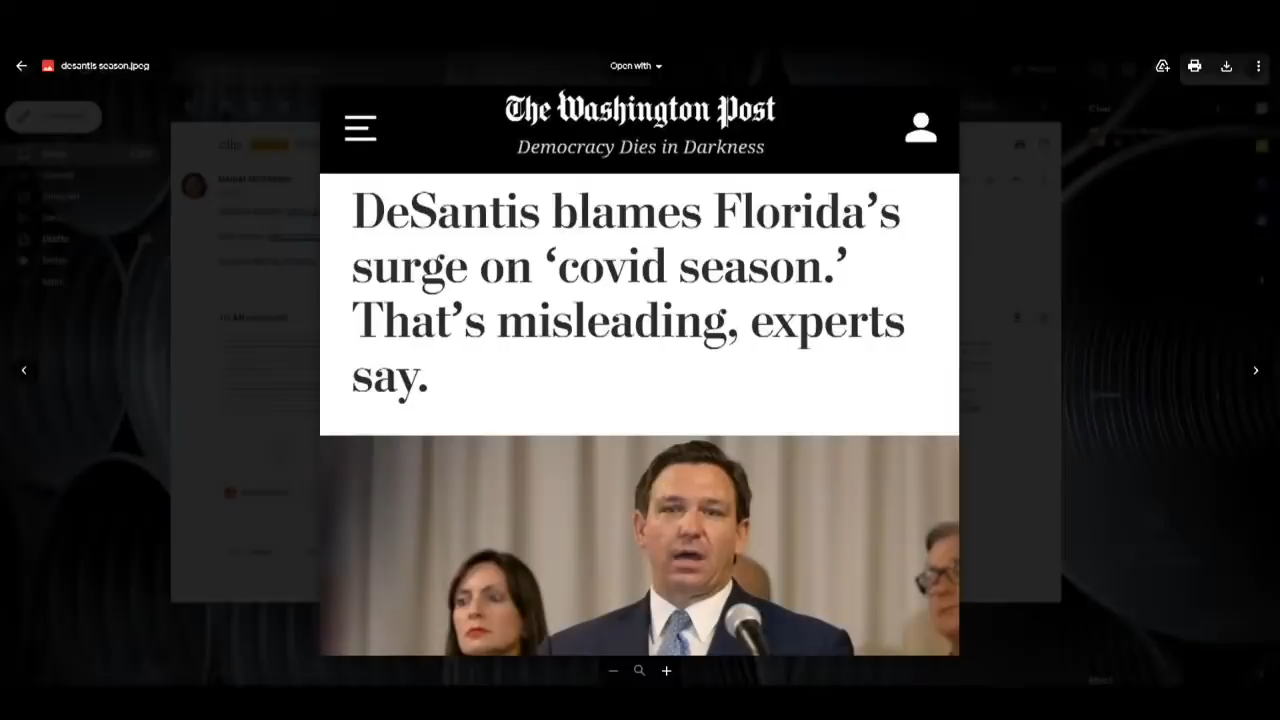 desantis season.jpeg
Open with
The Washington Post
Democracy Dies in Darkness
DeSantis blames Florida’s
surge on ‘covid season.’
That’s misleading, experts
say.